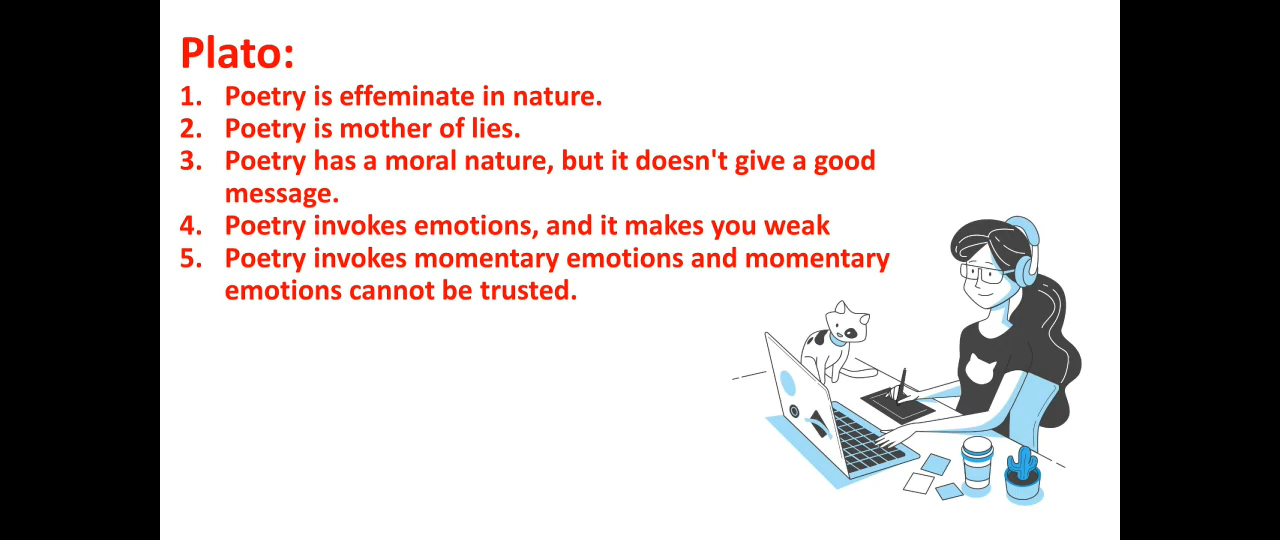 Plato:
1. Poetry is effeminate in nature.
2. Poetry is mother of lies.
3. Poetry has a moral nature, but it doesn't give a good
message.
4. Poetry invokes emotions, and it makes you weak
5. Poetry invokes momentary emotions and momentary
emotions cannot be trusted.